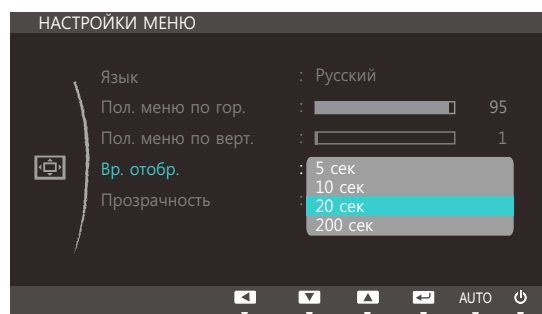 НАСТРОЙКИ МЕНЮ
Язык : Русский
Пол. меню по гор. : 95
Пол. меню по верт. : 1
Вр. отобр. : 5 сек
10 сек
20 сек
Прозрачность :
200 сек
AUTO